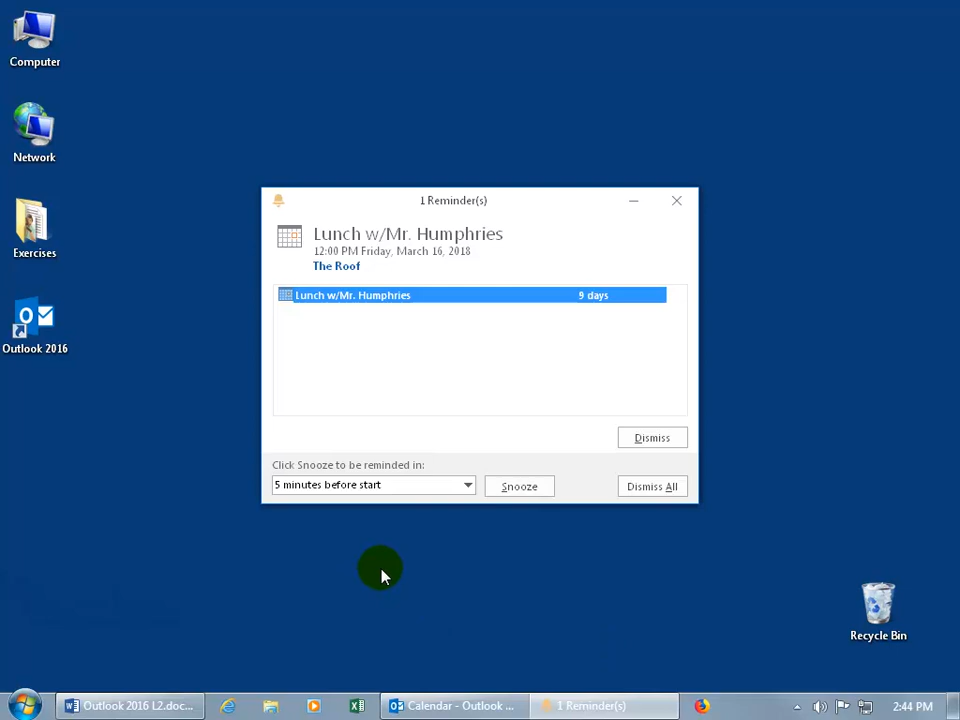 Computer
Network
Exercises
Outlook 2016
1 Reminder(s)
Lunch w/Mr. Humphries
12:00 PM Friday, March 16, 2018
The Roof
Lunch w/Mr. Humphries 9 days
Dismiss
Click Snooze to be reminded in:
5 minutes before start Snooze Dismiss All
Recycle Bin
Outlook 2016 L2.doc... Calendar - Outlook ... 1 Reminder(s) 2:44 PM